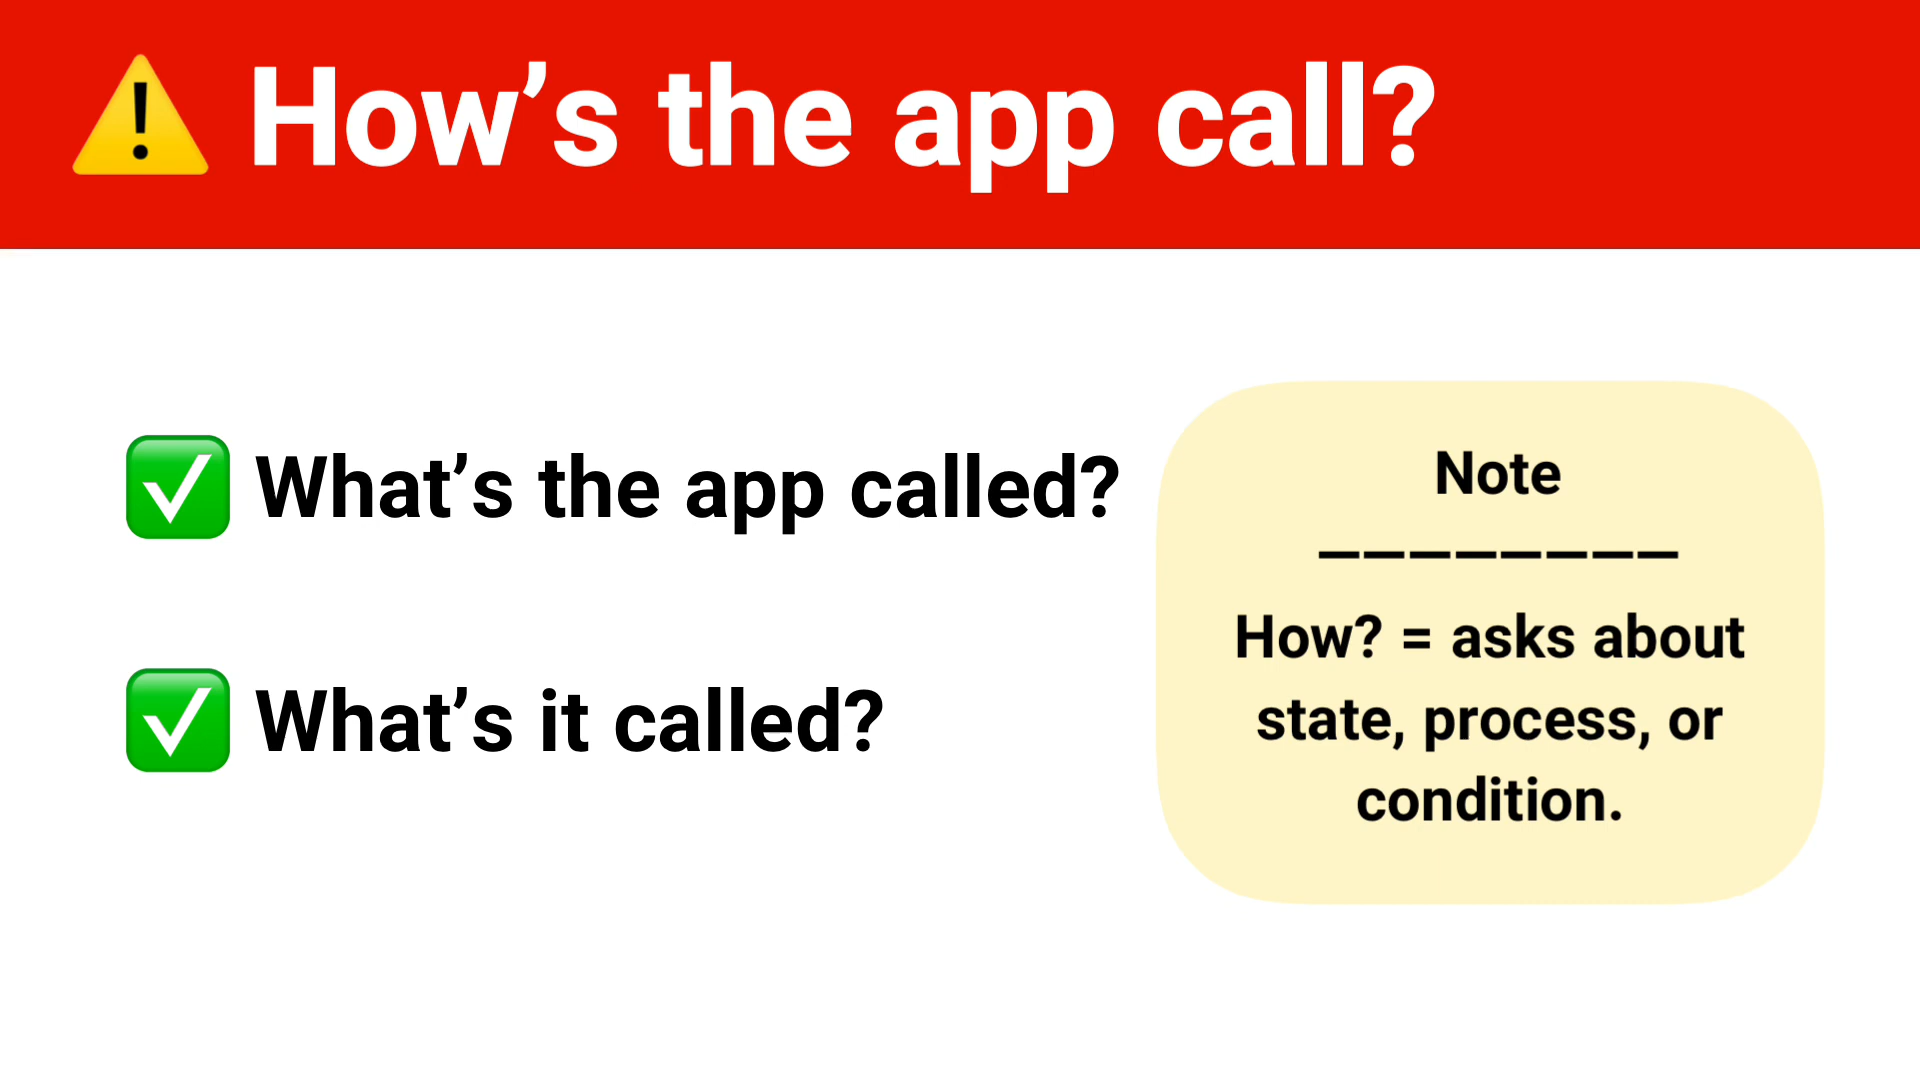 ⚠️ How’s the app call?
✅ What’s the app called?
✅ What’s it called?
Note
————————
How? = asks about
state, process, or
condition.